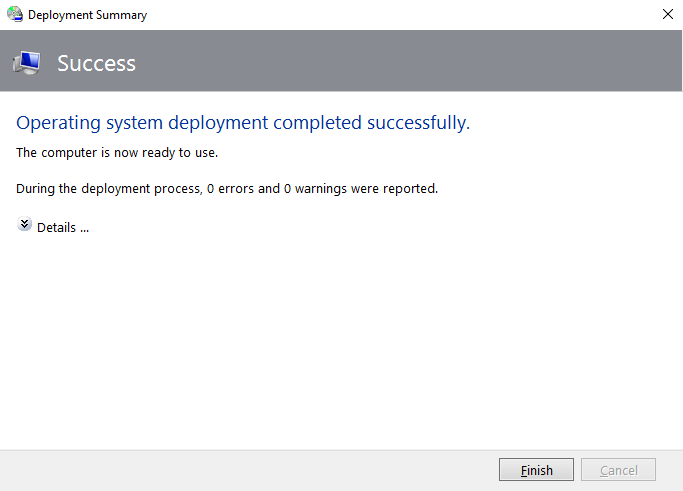 Deployment Summary
Success
Operating system deployment completed successfully.
The computer is now ready to use.
During the deployment process, 0 errors and 0 warnings were reported.
Details ...
Finish
Cancel